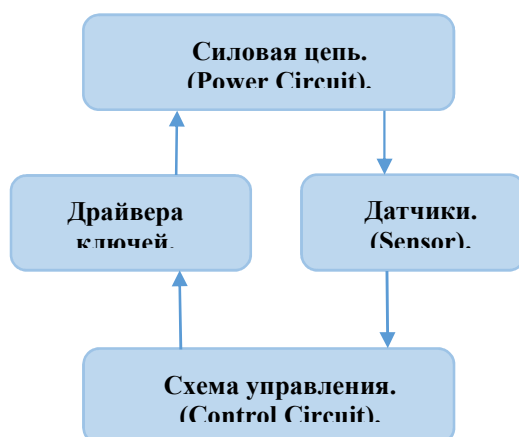 Силовая цепь.
(Power Circuit).
Драйвера
ключей.
Датчики.
(Sensor).
Схема управления.
(Control Circuit).